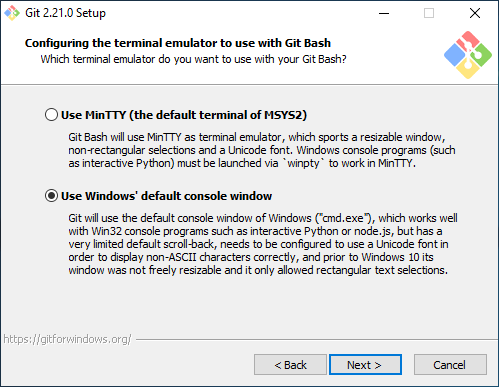 Git 2.21.0 Setup
Configuring the terminal emulator to use with Git Bash
Which terminal emulator do you want to use with your Git Bash?
Use MinTTY (the default terminal of MSYS2)
Git Bash will use MinTTY as terminal emulator, which sports a resizable window,
non-rectangular selections and a Unicode font. Windows console programs (such
as interactive Python) must be launched via `winpty` to work in MinTTY.
Use Windows' default console window
Git will use the default console window of Windows ("cmd.exe"), which works well
with Win32 console programs such as interactive Python or node.js, but has a
very limited default scroll-back, needs to be configured to use a Unicode font in
order to display non-ASCII characters correctly, and prior to Windows 10 its
window was not freely resizable and it only allowed rectangular text selections.
https://gitforwindows.org/
< Back
Next >
Cancel